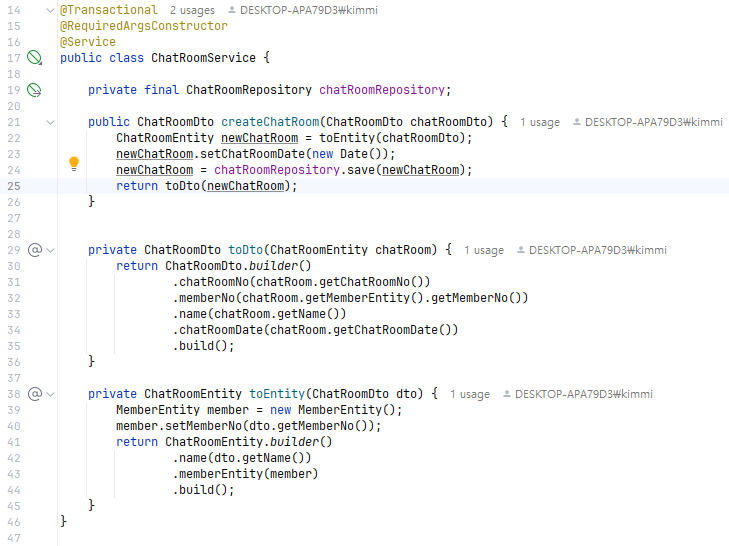 14 @Transactional 2 usages DESKTOP-APA79D3₩kimmi
15 @RequiredArgsConstructor
16 @Service
17 public class ChatRoomService {
18
19 private final ChatRoomRepository chatRoomRepository;
20
21 public ChatRoomDto createChatRoom(ChatRoomDto chatRoomDto) { 1 usage DESKTOP-APA79D3₩kimmi
22 ChatRoomEntity newChatRoom = toEntity(chatRoomDto);
23 newChatRoom.setChatRoomDate(new Date());
24 newChatRoom = chatRoomRepository.save(newChatRoom);
25 return toDto(newChatRoom);
26 }
27
28
29 @ private ChatRoomDto toDto(ChatRoomEntity chatRoom) { 1 usage DESKTOP-APA79D3₩kimmi
30 return ChatRoomDto.builder()
31 .chatRoomNo(chatRoom.getChatRoomNo())
32 .memberNo(chatRoom.getMemberEntity().getMemberNo())
33 .name(chatRoom.getName())
34 .chatRoomDate(chatRoom.getChatRoomDate())
35 .build();
36 }
37
38 @ private ChatRoomEntity toEntity(ChatRoomDto dto) { 1 usage DESKTOP-APA79D3₩kimmi
39 MemberEntity member = new MemberEntity();
40 member.setMemberNo(dto.getMemberNo());
41 return ChatRoomEntity.builder()
42 .name(dto.getName())
43 .memberEntity(member)
44 .build();
45 }
46 }
47